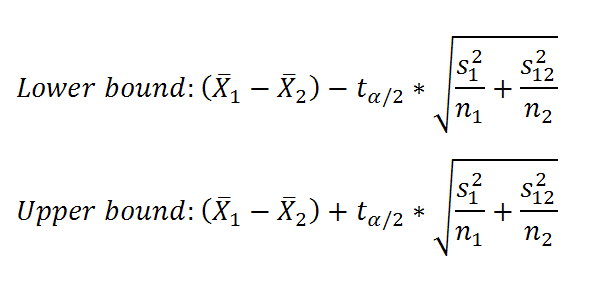 Lower bound: (X̄₁ − X̄₂) − t_{α/2} * √(s₁²/n₁ + s₁₂²/n₂)
Upper bound: (X̄₁ − X̄₂) + t_{α/2} * √(s₁²/n₁ + s₁₂²/n₂)